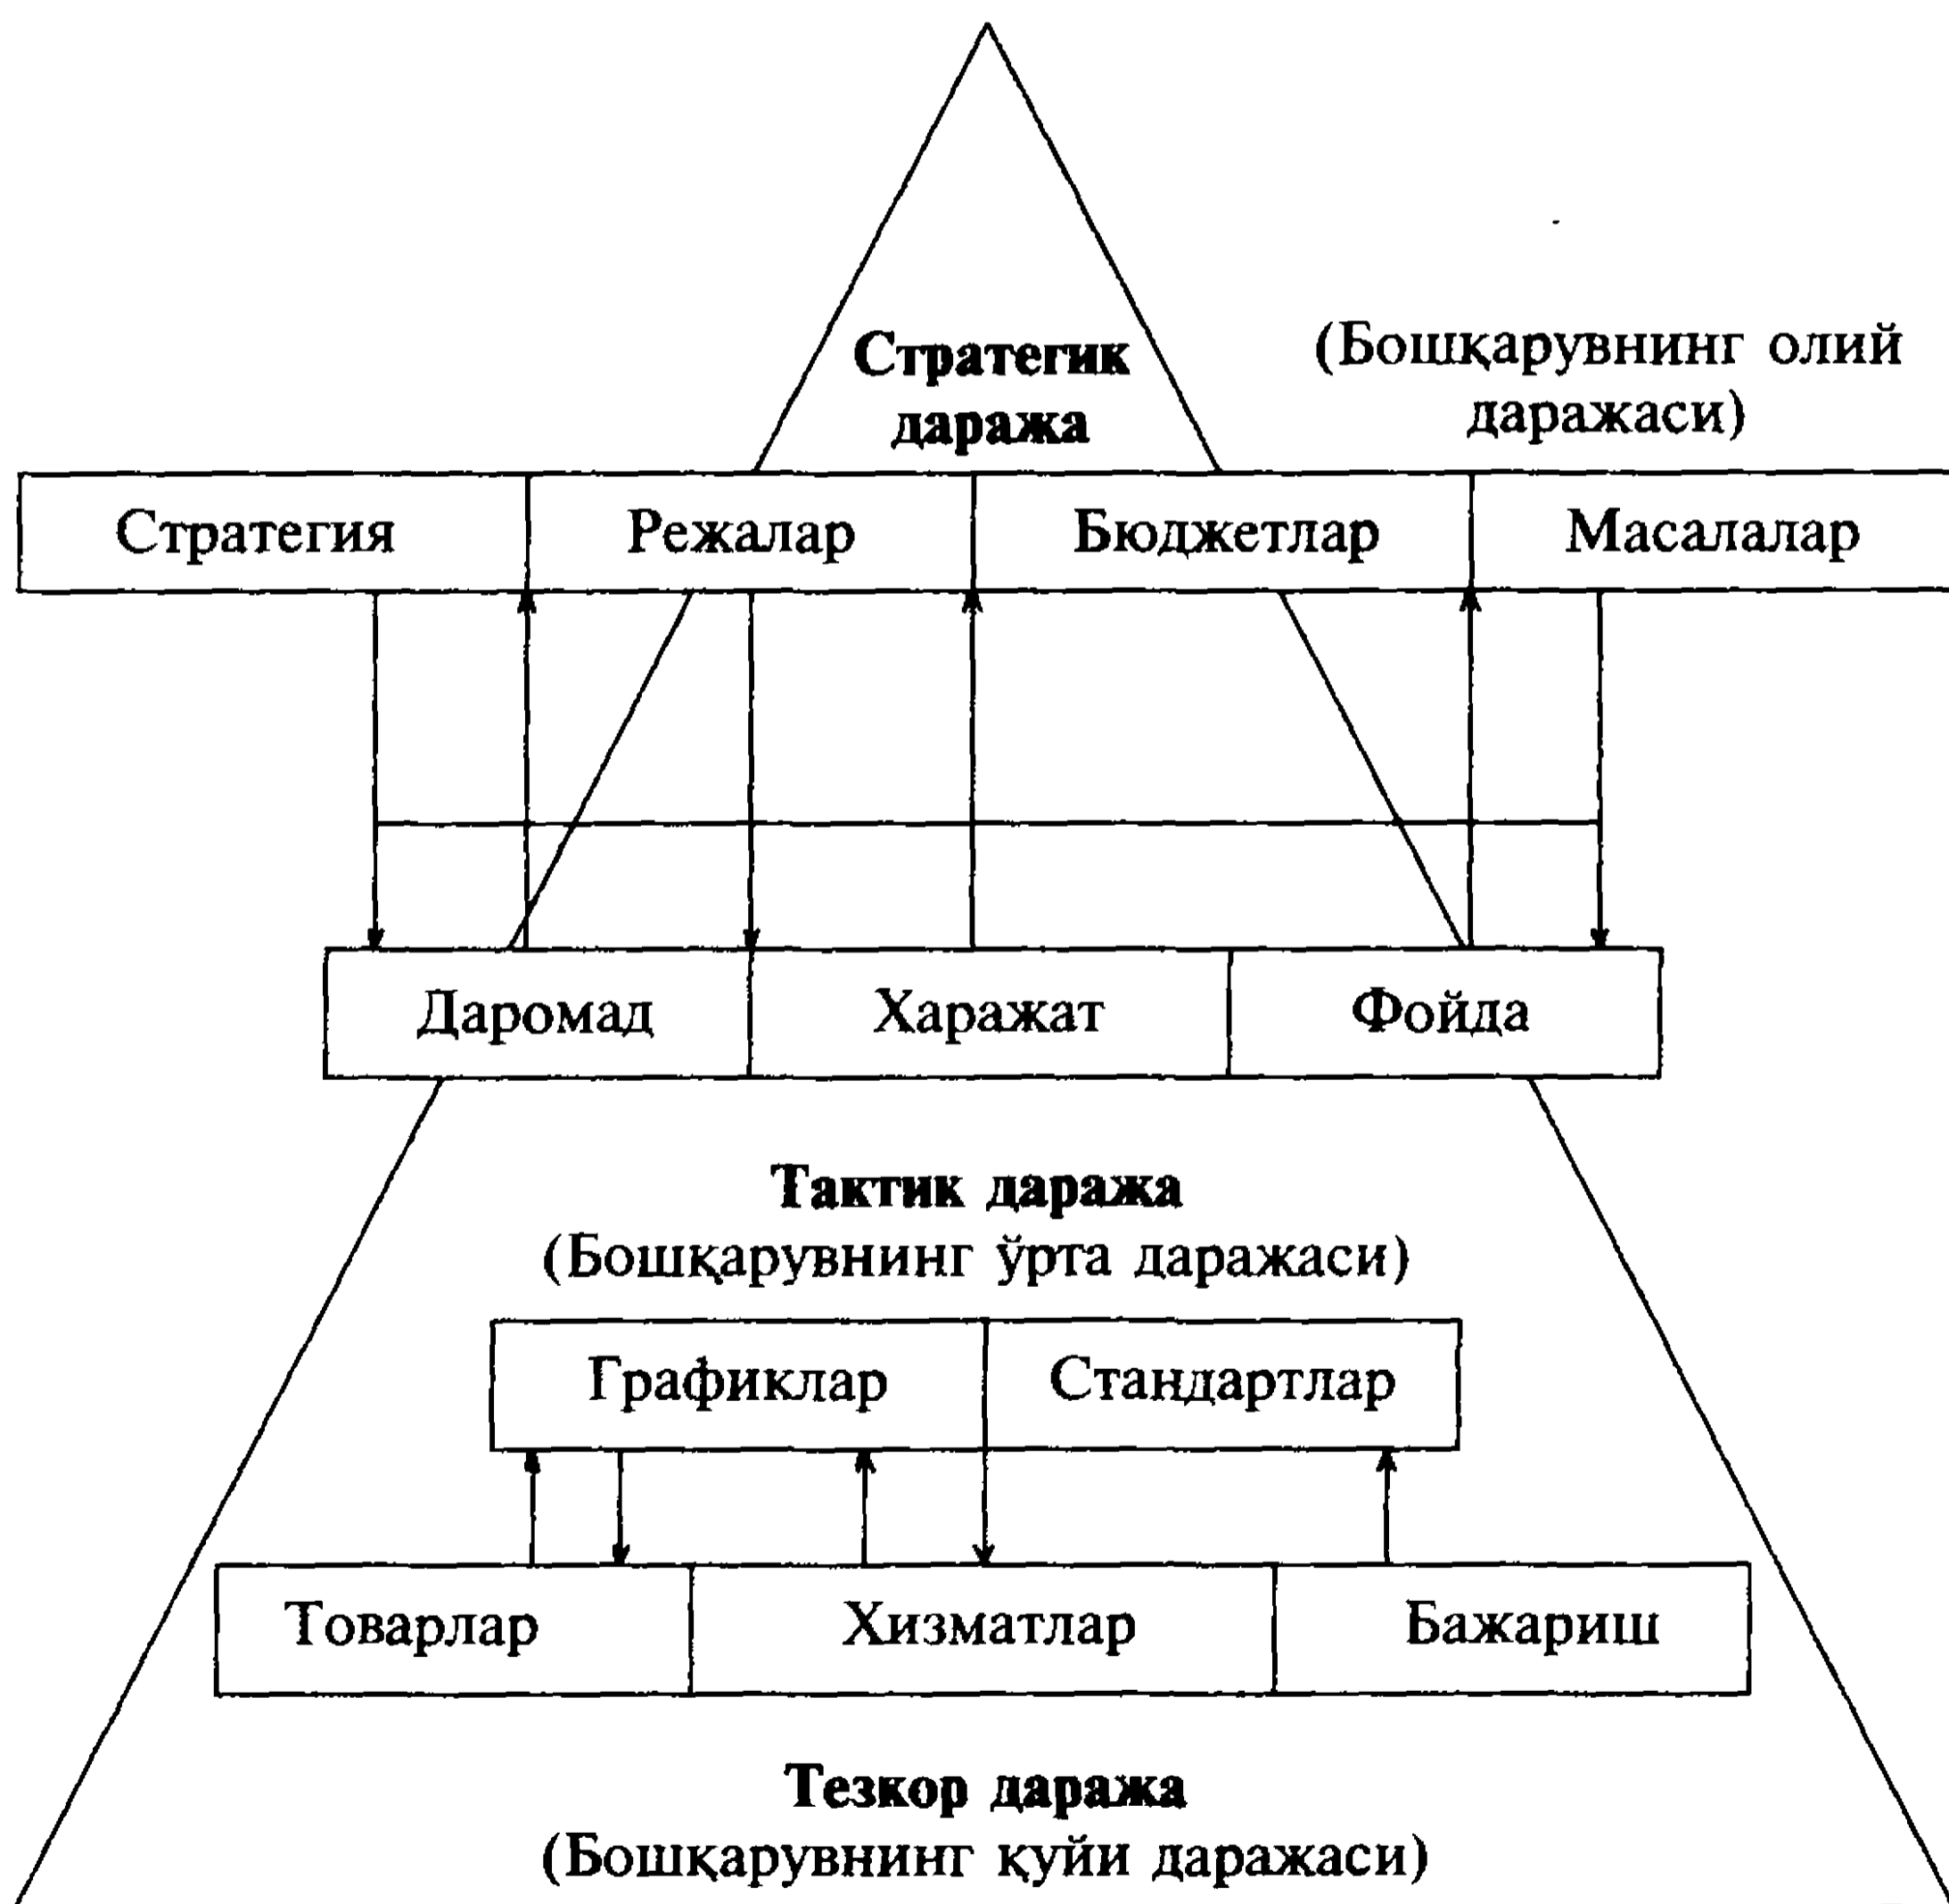 Стратегик
даража
(Бошқарувнинг олий
даражаси)
Стратегия Режалар Бюджетлар Масалалар
Даромад Харажат Фойда
Тактик даража
(Бошқарувнинг ўрта даражаси)
Графиклар Стандартлар
Товарлар Хизматлар Бажариш
Тезкор даража
(Бошқарувнинг қуйи даражаси)